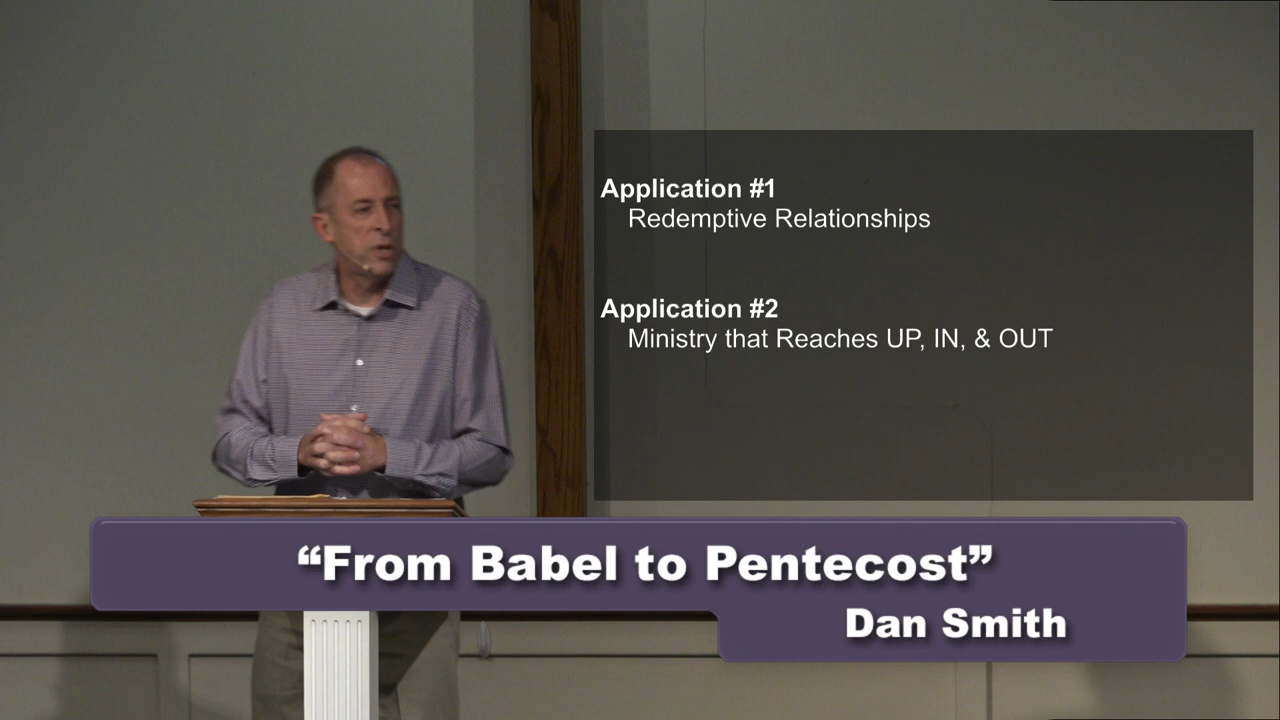 Application #1
Redemptive Relationships
Application #2
Ministry that Reaches UP, IN, & OUT
“From Babel to Pentecost”
Dan Smith